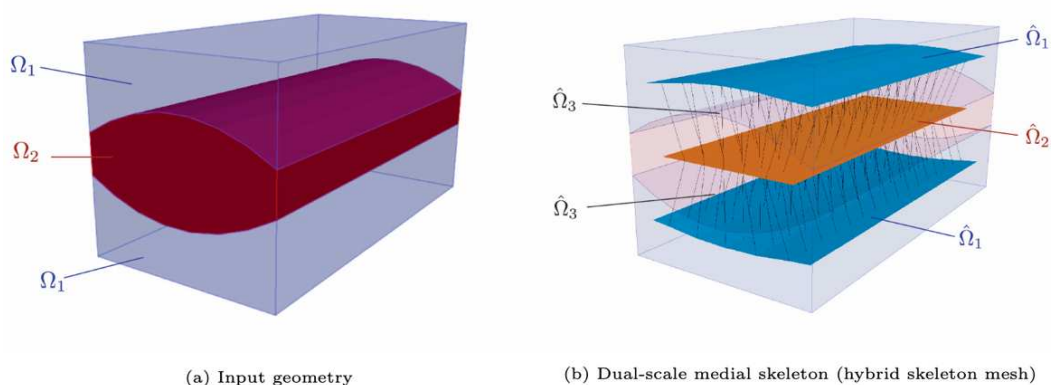 Ω₁
Ω₂
Ω₁
(a) Input geometry
Ω̂₁
Ω̂₃
Ω̂₂
Ω̂₃
Ω̂₁
(b) Dual-scale medial skeleton (hybrid skeleton mesh)